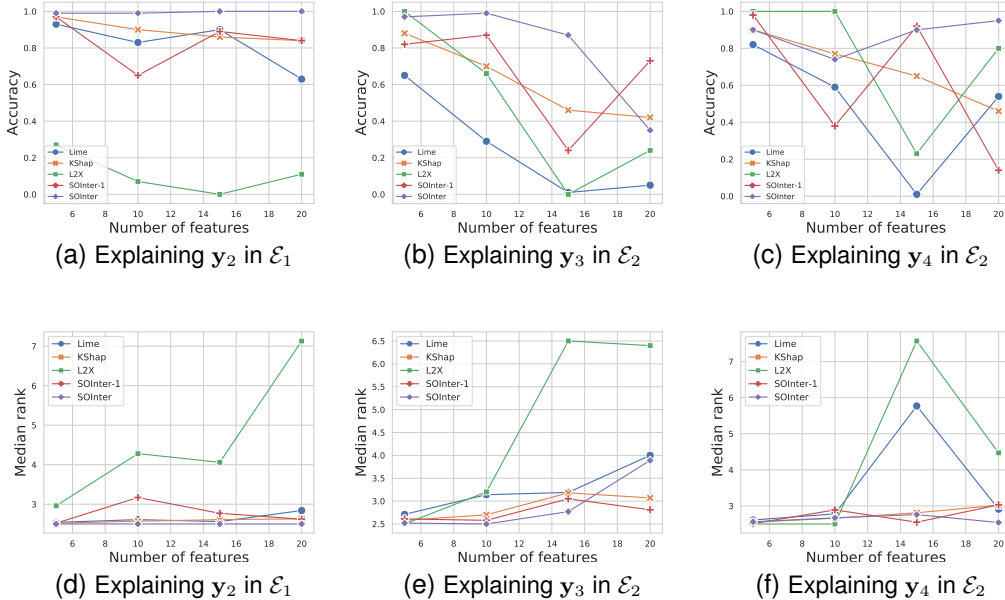 1.0
0.8
0.6
0.4
0.2
0.0
Accuracy
Lime
KShap
L2X
SOInter-1
SOInter
6 8 10 12 14 16 18 20
Number of features
(a) Explaining y₂ in ℰ₁
1.0
0.8
0.6
0.4
0.2
0.0
Accuracy
Lime
KShap
L2X
SOInter-1
SOInter
6 8 10 12 14 16 18 20
Number of features
(b) Explaining y₃ in ℰ₂
1.0
0.8
0.6
0.4
0.2
0.0
Accuracy
Lime
KShap
L2X
SOInter-1
SOInter
6 8 10 12 14 16 18 20
Number of features
(c) Explaining y₄ in ℰ₂
7
6
5
4
3
Median rank
Lime
KShap
L2X
SOInter-1
SOInter
6 8 10 12 14 16 18 20
Number of features
(d) Explaining y₂ in ℰ₁
6.5
6.0
5.5
5.0
4.5
4.0
3.5
3.0
2.5
Median rank
Lime
KShap
L2X
SOInter-1
SOInter
6 8 10 12 14 16 18 20
Number of features
(e) Explaining y₃ in ℰ₂
7
6
5
4
3
Median rank
Lime
KShap
L2X
SOInter-1
SOInter
6 8 10 12 14 16 18 20
Number of features
(f) Explaining y₄ in ℰ₂